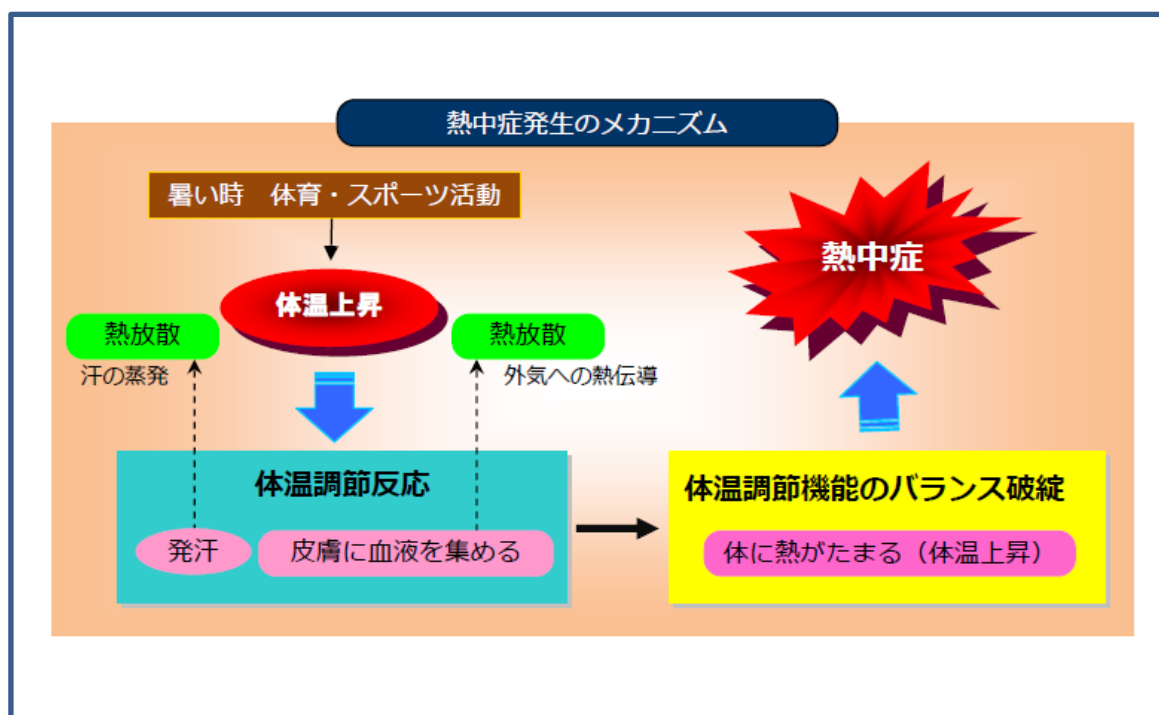 熱中症発生のメカニズム
暑い時　体育・スポーツ活動
体温上昇
熱中症
熱放散
汗の蒸発
熱放散
外気への熱伝導
体温調節反応
発汗
皮膚に血液を集める
体温調節機能のバランス破綻
体に熱がたまる（体温上昇）